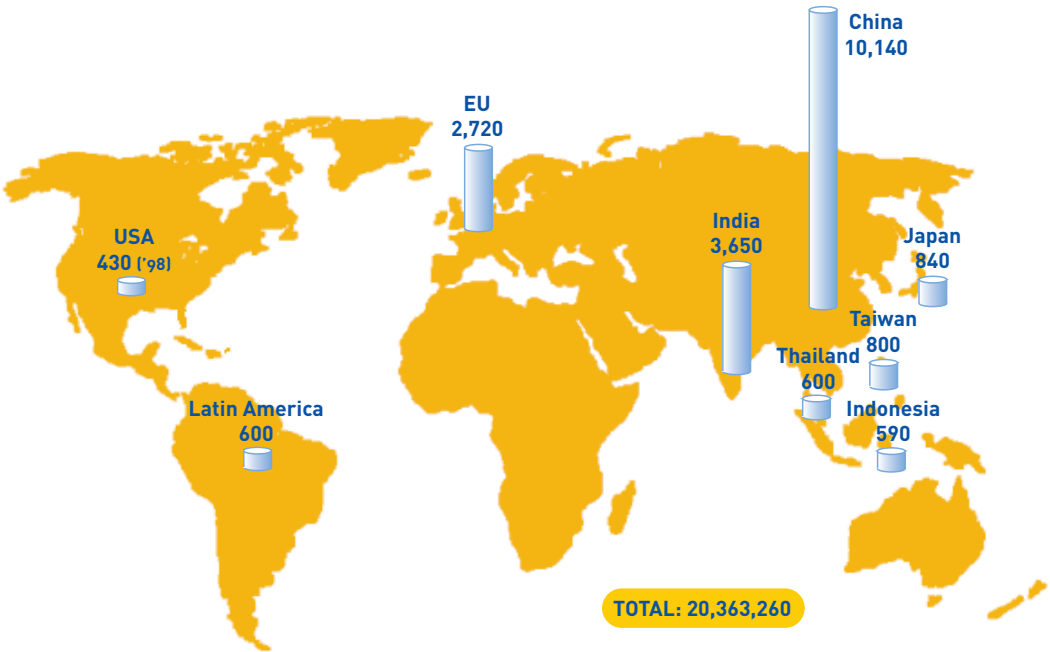 China
10,140
EU
2,720
India
3,650
USA
430 ('98)
Japan
840
Taiwan
800
Thailand
600
Latin America
600
Indonesia
590
TOTAL: 20,363,260